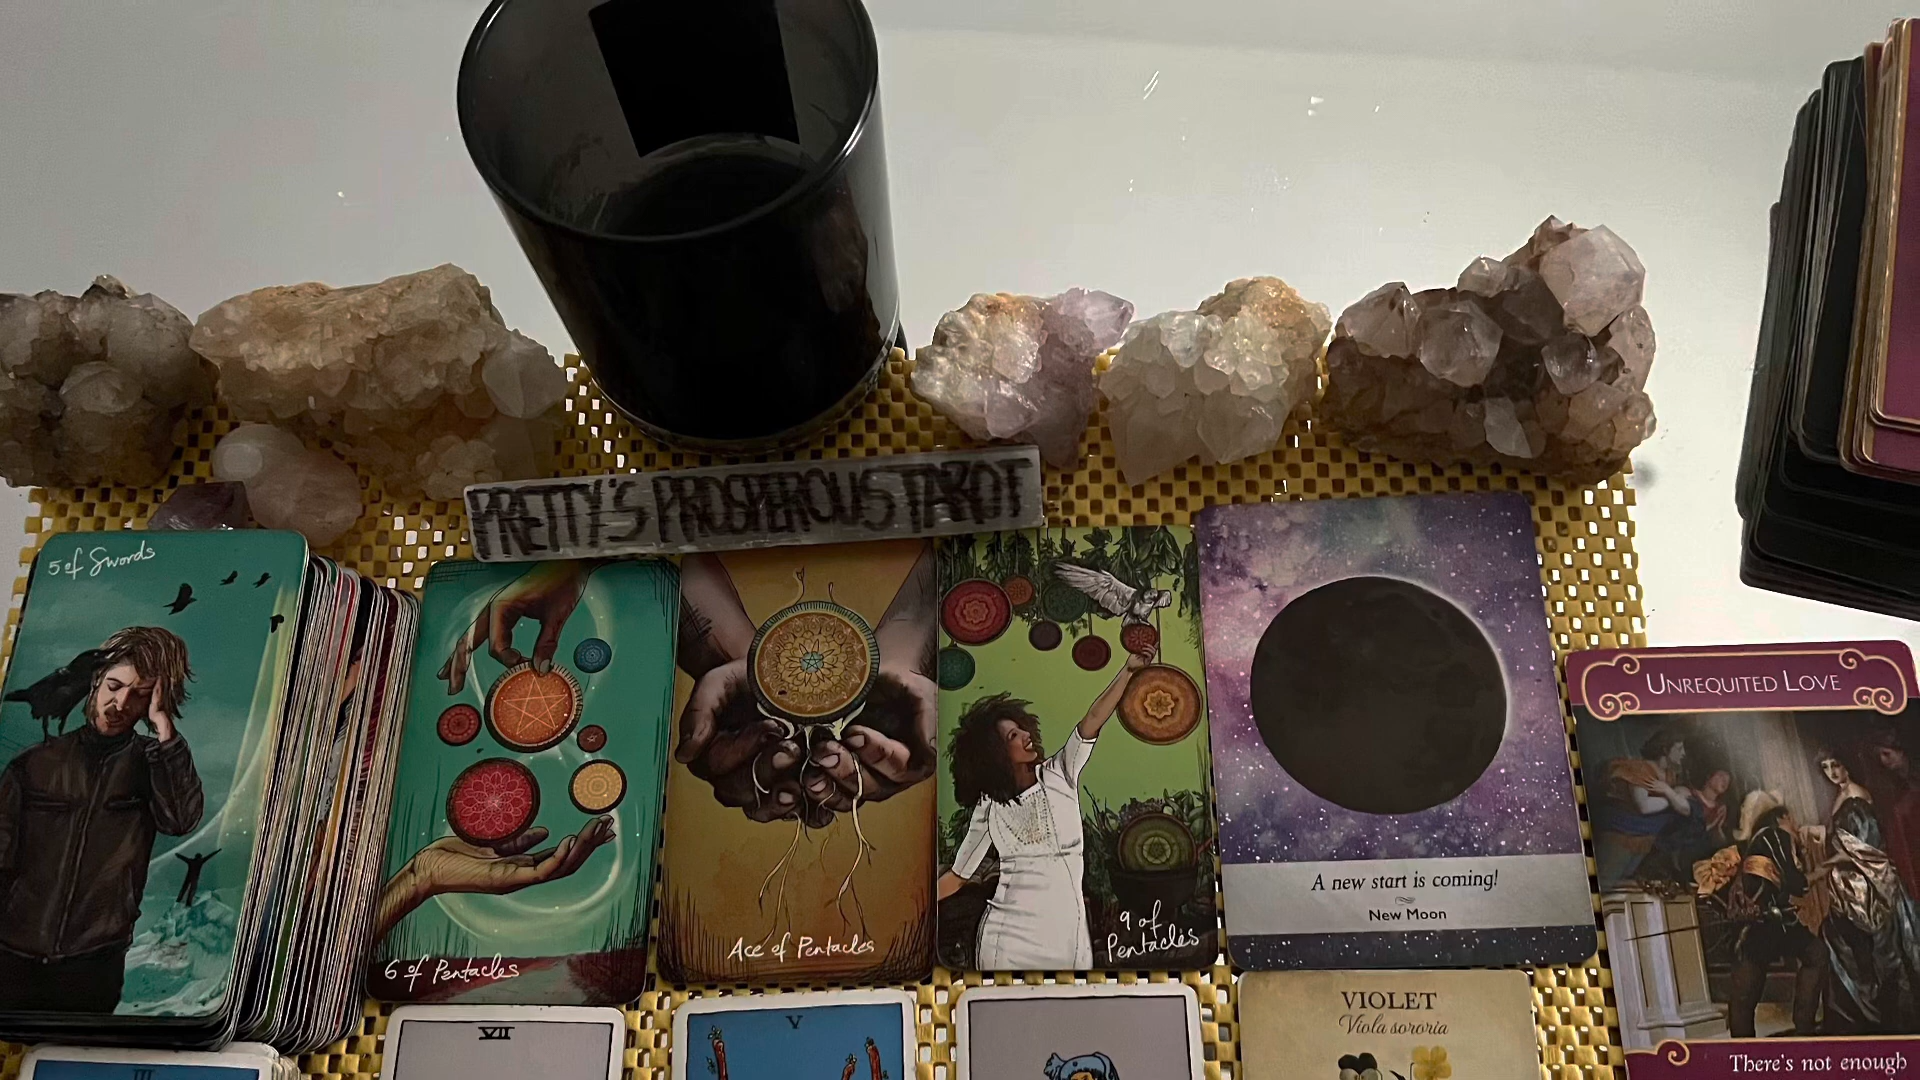 PRETTY'S PROSPEROUS TAROT
5 of Swords
6 of Pentacles
Ace of Pentacles
9 of
Pentacles
A new start is coming!
New Moon
UNREQUITED LOVE
There's not enough
III
VII
V
VIOLET
Viola sororia